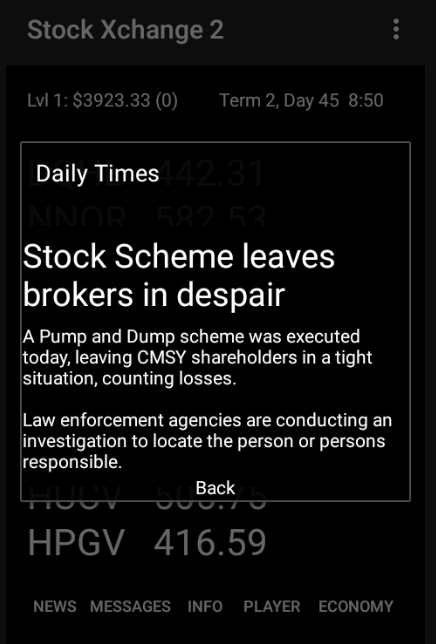 Stock Xchange 2
Lvl 1: $3923.33 (0) Term 2, Day 45 8:50
Daily Times 442.31
NNOR 582.53
Stock Scheme leaves
brokers in despair
A Pump and Dump scheme was executed
today, leaving CMSY shareholders in a tight
situation, counting losses.
Law enforcement agencies are conducting an
investigation to locate the person or persons
responsible.
Back
HPGV 416.59
NEWS MESSAGES INFO PLAYER ECONOMY